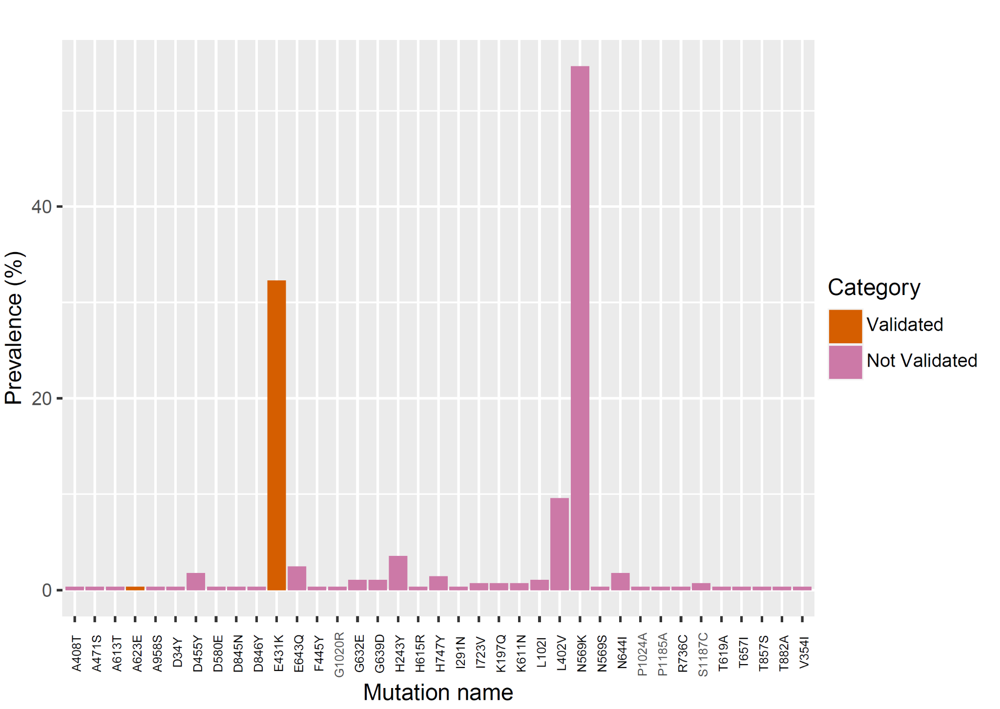 Prevalence (%)
40
20
0
A408T
A471S
A613T
A623E
A958S
D34Y
D455Y
D580E
D845N
D846Y
E431K
E643Q
F445Y
G1020R
G632E
G639D
H243Y
H615R
H747Y
I291N
I723V
K197Q
K611N
L102I
L402V
N569K
N569S
N644I
P1024A
P1185A
R736C
S1187C
T619A
T657I
T857S
T882A
V354I
Mutation name
Category
Validated
Not Validated